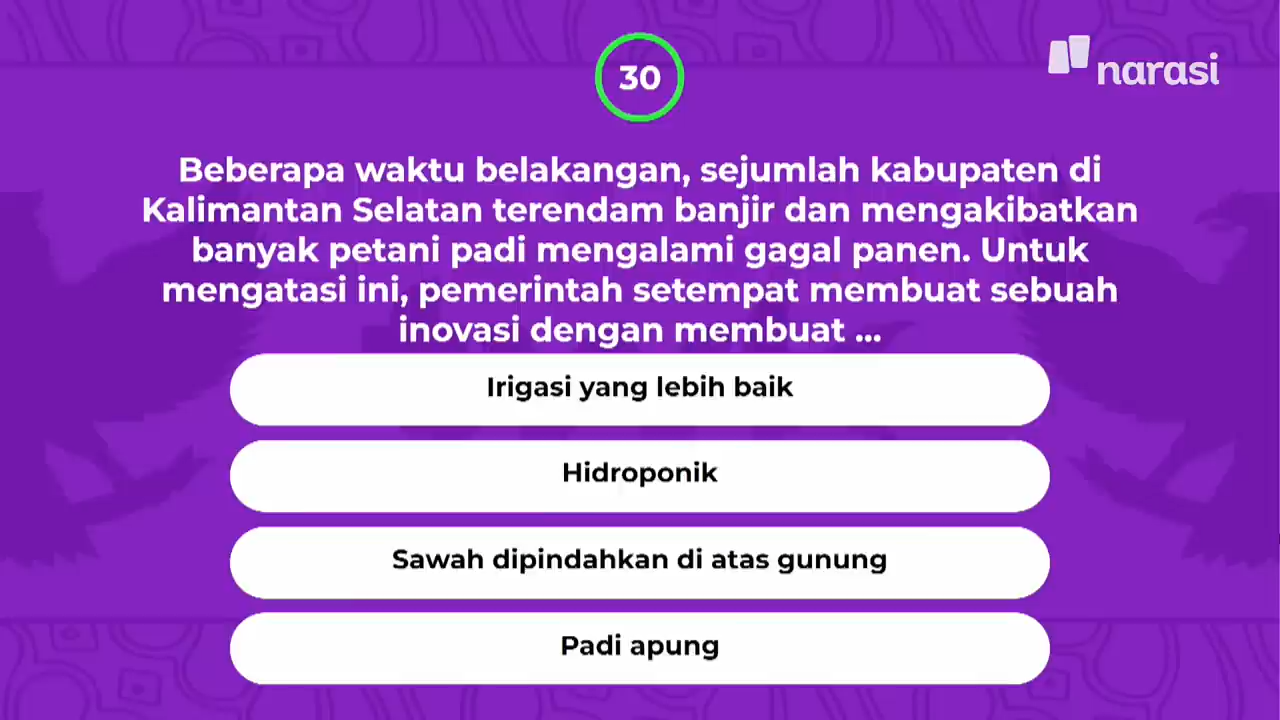 30
narasi
Beberapa waktu belakangan, sejumlah kabupaten di
Kalimantan Selatan terendam banjir dan mengakibatkan
banyak petani padi mengalami gagal panen. Untuk
mengatasi ini, pemerintah setempat membuat sebuah
inovasi dengan membuat ...
Irigasi yang lebih baik
Hidroponik
Sawah dipindahkan di atas gunung
Padi apung